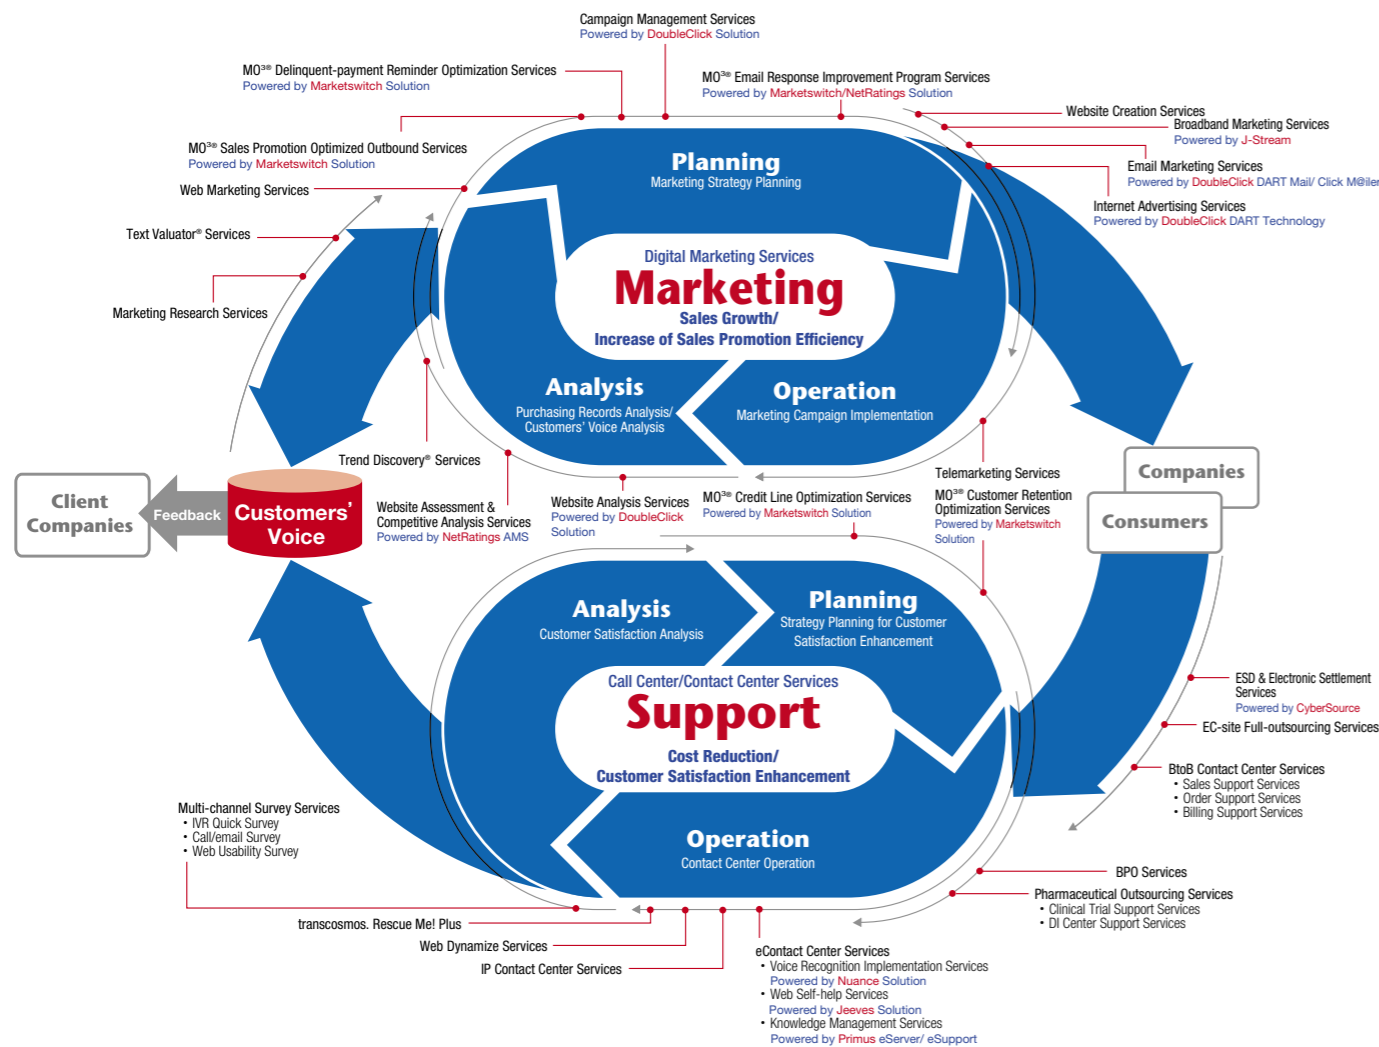 Campaign Management Services
Powered by DoubleClick Solution
MO³® Delinquent-payment Reminder Optimization Services
Powered by Marketswitch Solution
MO³® Email Response Improvement Program Services
Powered by Marketswitch/NetRatings Solution
Website Creation Services
Broadband Marketing Services
Powered by J-Stream
MO³® Sales Promotion Optimized Outbound Services
Powered by Marketswitch Solution
Email Marketing Services
Powered by DoubleClick DART Mail/ Click M@iler
Web Marketing Services
Internet Advertising Services
Powered by DoubleClick DART Technology
Text Valuator® Services
Marketing Research Services
Planning
Marketing Strategy Planning
Digital Marketing Services
Marketing
Sales Growth/
Increase of Sales Promotion Efficiency
Analysis
Purchasing Records Analysis/
Customers' Voice Analysis
Operation
Marketing Campaign Implementation
Trend Discovery® Services
Website Assessment &
Competitive Analysis Services
Powered by NetRatings AMS
Website Analysis Services
Powered by DoubleClick
Solution
MO³® Credit Line Optimization Services
Powered by Marketswitch Solution
Telemarketing Services
MO³® Customer Retention
Optimization Services
Powered by Marketswitch
Solution
Companies
Consumers
Client
Companies
Feedback
Customers'
Voice
Analysis
Customer Satisfaction Analysis
Planning
Strategy Planning for Customer
Satisfaction Enhancement
Call Center/Contact Center Services
Support
Cost Reduction/
Customer Satisfaction Enhancement
Operation
Contact Center Operation
ESD & Electronic Settlement
Services
Powered by CyberSource
EC-site Full-outsourcing Services
BtoB Contact Center Services
• Sales Support Services
• Order Support Services
• Billing Support Services
Multi-channel Survey Services
• IVR Quick Survey
• Call/email Survey
• Web Usability Survey
BPO Services
Pharmaceutical Outsourcing Services
• Clinical Trial Support Services
• DI Center Support Services
transcosmos. Rescue Me! Plus
Web Dynamize Services
IP Contact Center Services
eContact Center Services
• Voice Recognition Implementation Services
Powered by Nuance Solution
• Web Self-help Services
Powered by Jeeves Solution
• Knowledge Management Services
Powered by Primus eServer/ eSupport